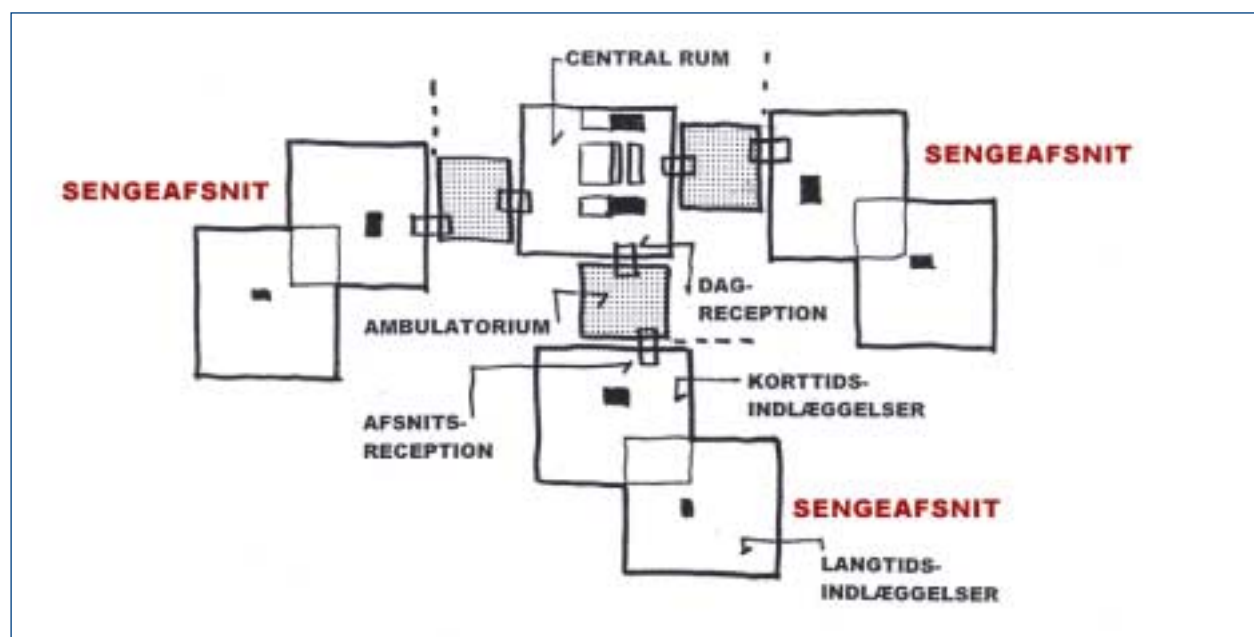 CENTRAL RUM
SENGEAFSNIT
SENGEAFSNIT
DAG-
RECEPTION
AMBULATORIUM
KORTTIDS-
INDLÆGGELSER
AFSNITS-
RECEPTION
SENGEAFSNIT
LANGTIDS-
INDLÆGGELSER